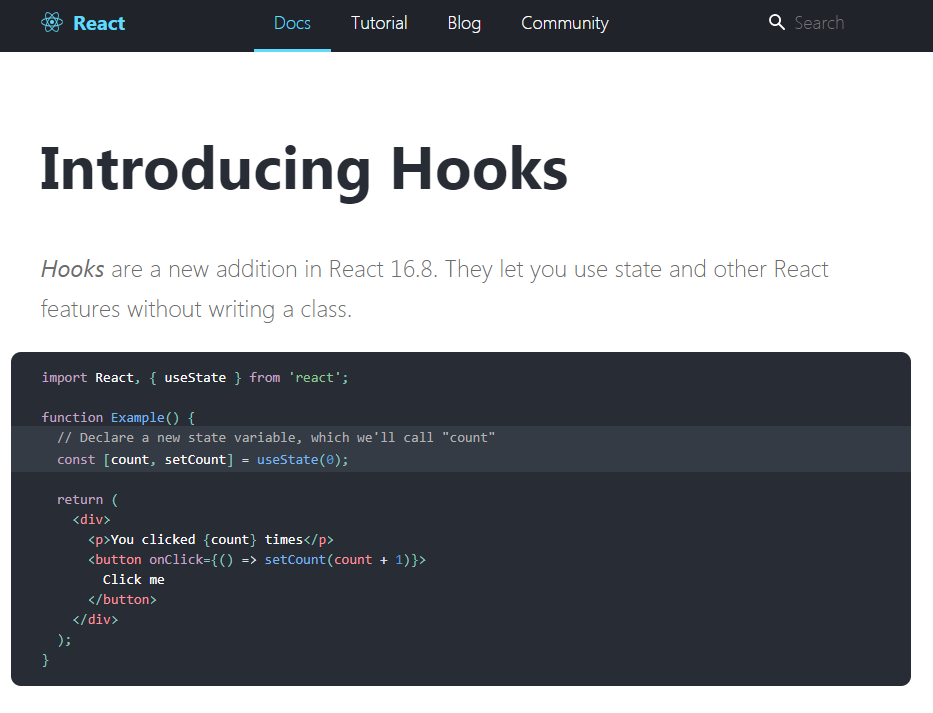 React Docs Tutorial Blog Community Search
Introducing Hooks
Hooks are a new addition in React 16.8. They let you use state and other React
features without writing a class.
import React, { useState } from 'react';
function Example() {
  // Declare a new state variable, which we'll call "count"
  const [count, setCount] = useState(0);
  return (
    <div>
      <p>You clicked {count} times</p>
      <button onClick={() => setCount(count + 1)}>
        Click me
      </button>
    </div>
  );
}